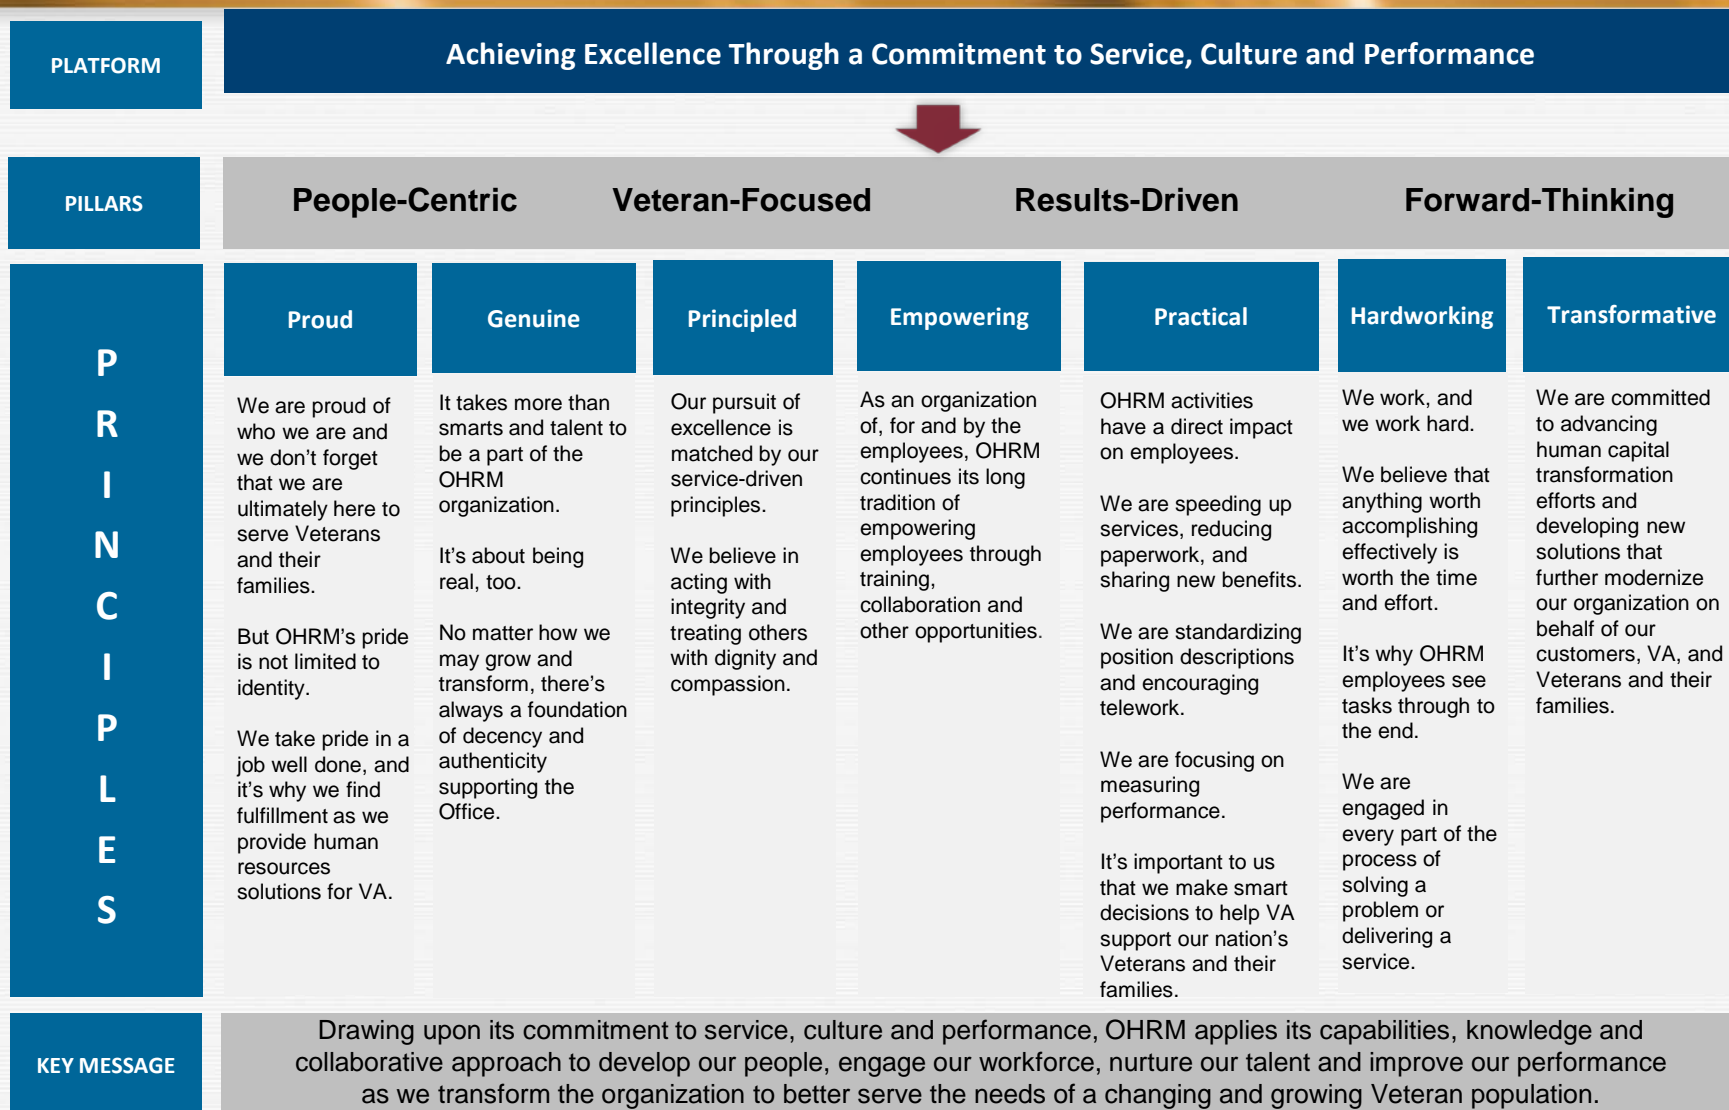 PLATFORM
Achieving Excellence Through a Commitment to Service, Culture and Performance
PILLARS
People-Centric
Veteran-Focused
Results-Driven
Forward-Thinking
PRINCIPLES
Proud
We are proud of
who we are and
we don’t forget
that we are
ultimately here to
serve Veterans
and their
families.
But OHRM’s pride
is not limited to
identity.
We take pride in a
job well done, and
it’s why we find
fulfillment as we
provide human
resources
solutions for VA.
Genuine
It takes more than
smarts and talent to
be a part of the
OHRM
organization.
It’s about being
real, too.
No matter how we
may grow and
transform, there’s
always a foundation
of decency and
authenticity
supporting the
Office.
Principled
Our pursuit of
excellence is
matched by our
service-driven
principles.
We believe in
acting with
integrity and
treating others
with dignity and
compassion.
Empowering
As an organization
of, for and by the
employees, OHRM
continues its long
tradition of
empowering
employees through
training,
collaboration and
other opportunities.
Practical
OHRM activities
have a direct impact
on employees.
We are speeding up
services, reducing
paperwork, and
sharing new benefits.
We are standardizing
position descriptions
and encouraging
telework.
We are focusing on
measuring
performance.
It’s important to us
that we make smart
decisions to help VA
support our nation’s
Veterans and their
families.
Hardworking
We work, and
we work hard.
We believe that
anything worth
accomplishing
effectively is
worth the time
and effort.
It’s why OHRM
employees see
tasks through to
the end.
We are
engaged in
every part of the
process of
solving a
problem or
delivering a
service.
Transformative
We are committed
to advancing
human capital
transformation
efforts and
developing new
solutions that
further modernize
our organization on
behalf of our
customers, VA, and
Veterans and their
families.
KEY MESSAGE
Drawing upon its commitment to service, culture and performance, OHRM applies its capabilities, knowledge and
collaborative approach to develop our people, engage our workforce, nurture our talent and improve our performance
as we transform the organization to better serve the needs of a changing and growing Veteran population.